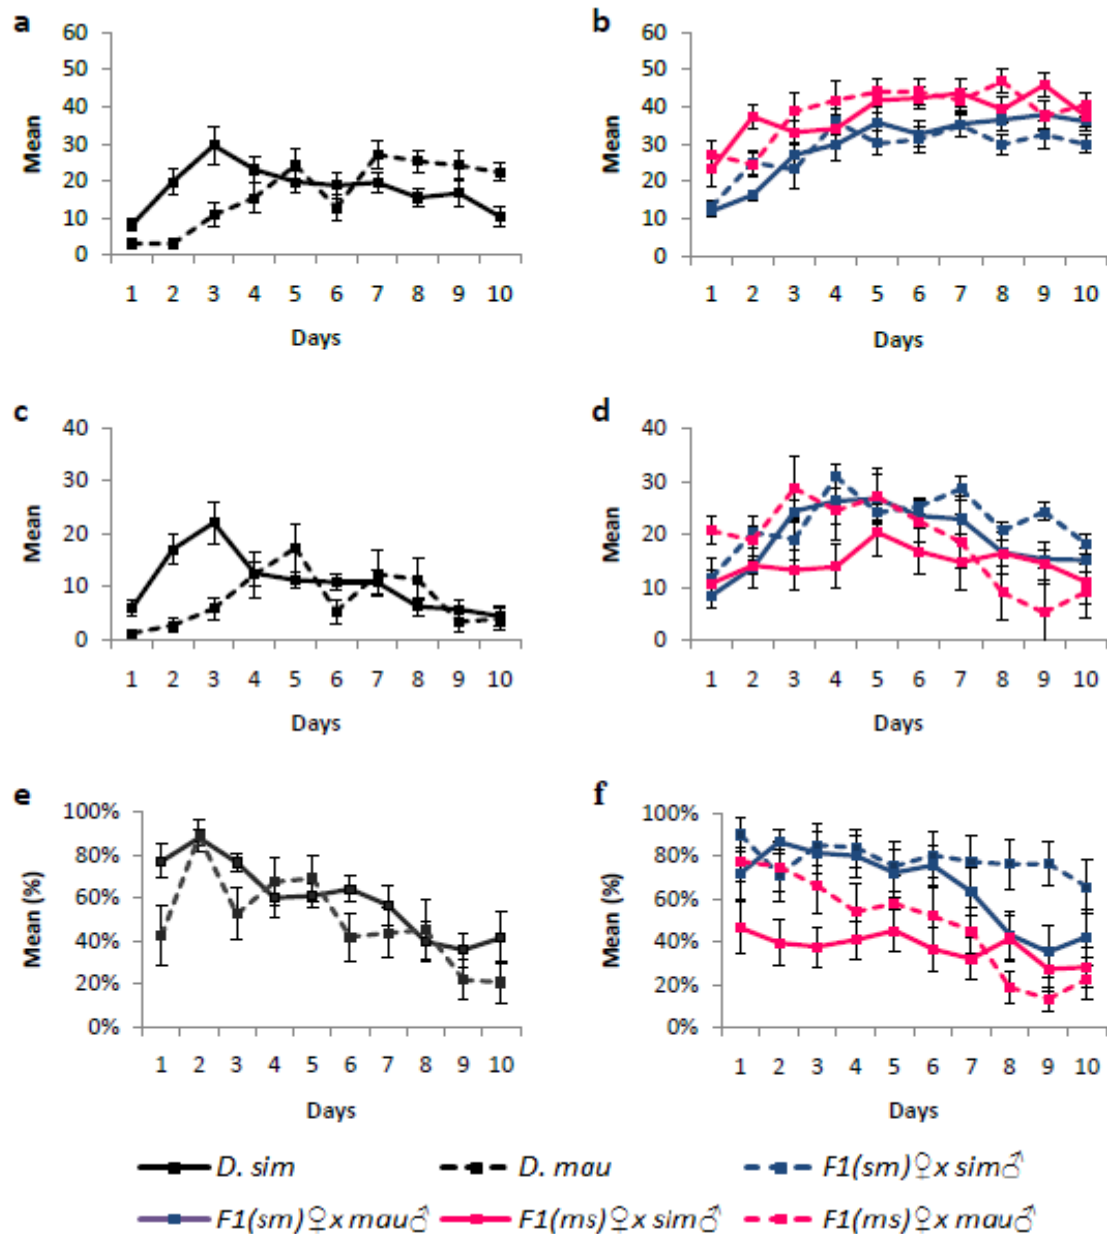 a
60
50
40
30
20
10
0
Mean
1 2 3 4 5 6 7 8 9 10
Days
b
60
50
40
30
20
10
0
Mean
1 2 3 4 5 6 7 8 9 10
Days
c
40
30
20
10
0
Mean
1 2 3 4 5 6 7 8 9 10
Days
d
40
30
20
10
0
Mean
1 2 3 4 5 6 7 8 9 10
Days
e
100%
80%
60%
40%
20%
0%
Mean (%)
1 2 3 4 5 6 7 8 9 10
Days
f
100%
80%
60%
40%
20%
0%
Mean (%)
1 2 3 4 5 6 7 8 9 10
Days
D. sim D. mau F1(sm)♀x sim♂
F1(sm)♀x mau♂ F1(ms)♀x sim♂ F1(ms)♀x mau♂